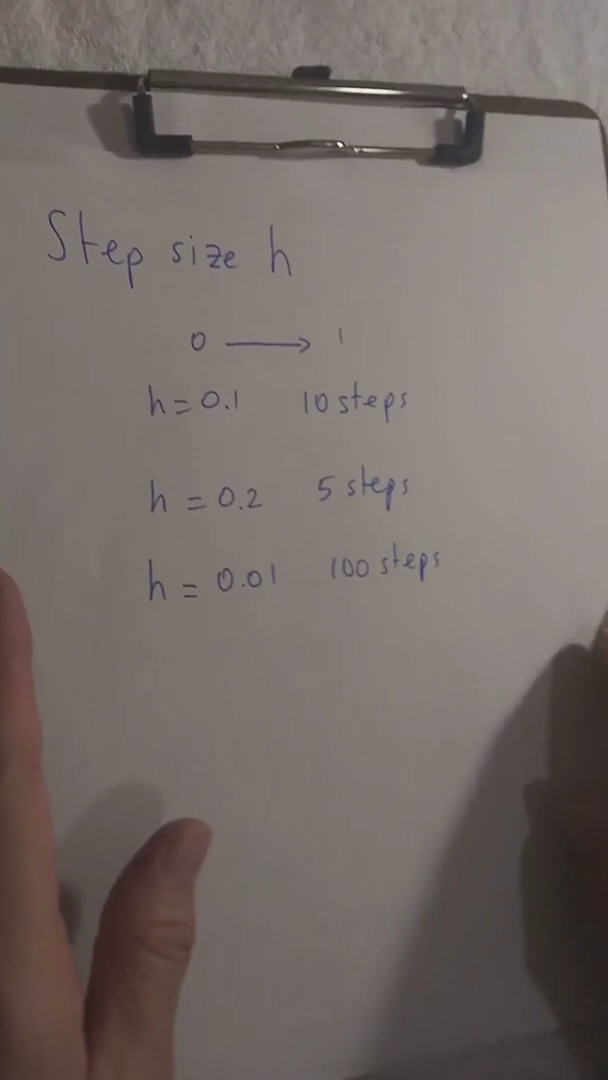 Step size h
0 → 1
h = 0.1 10 steps
h = 0.2 5 steps
h = 0.01 100 steps